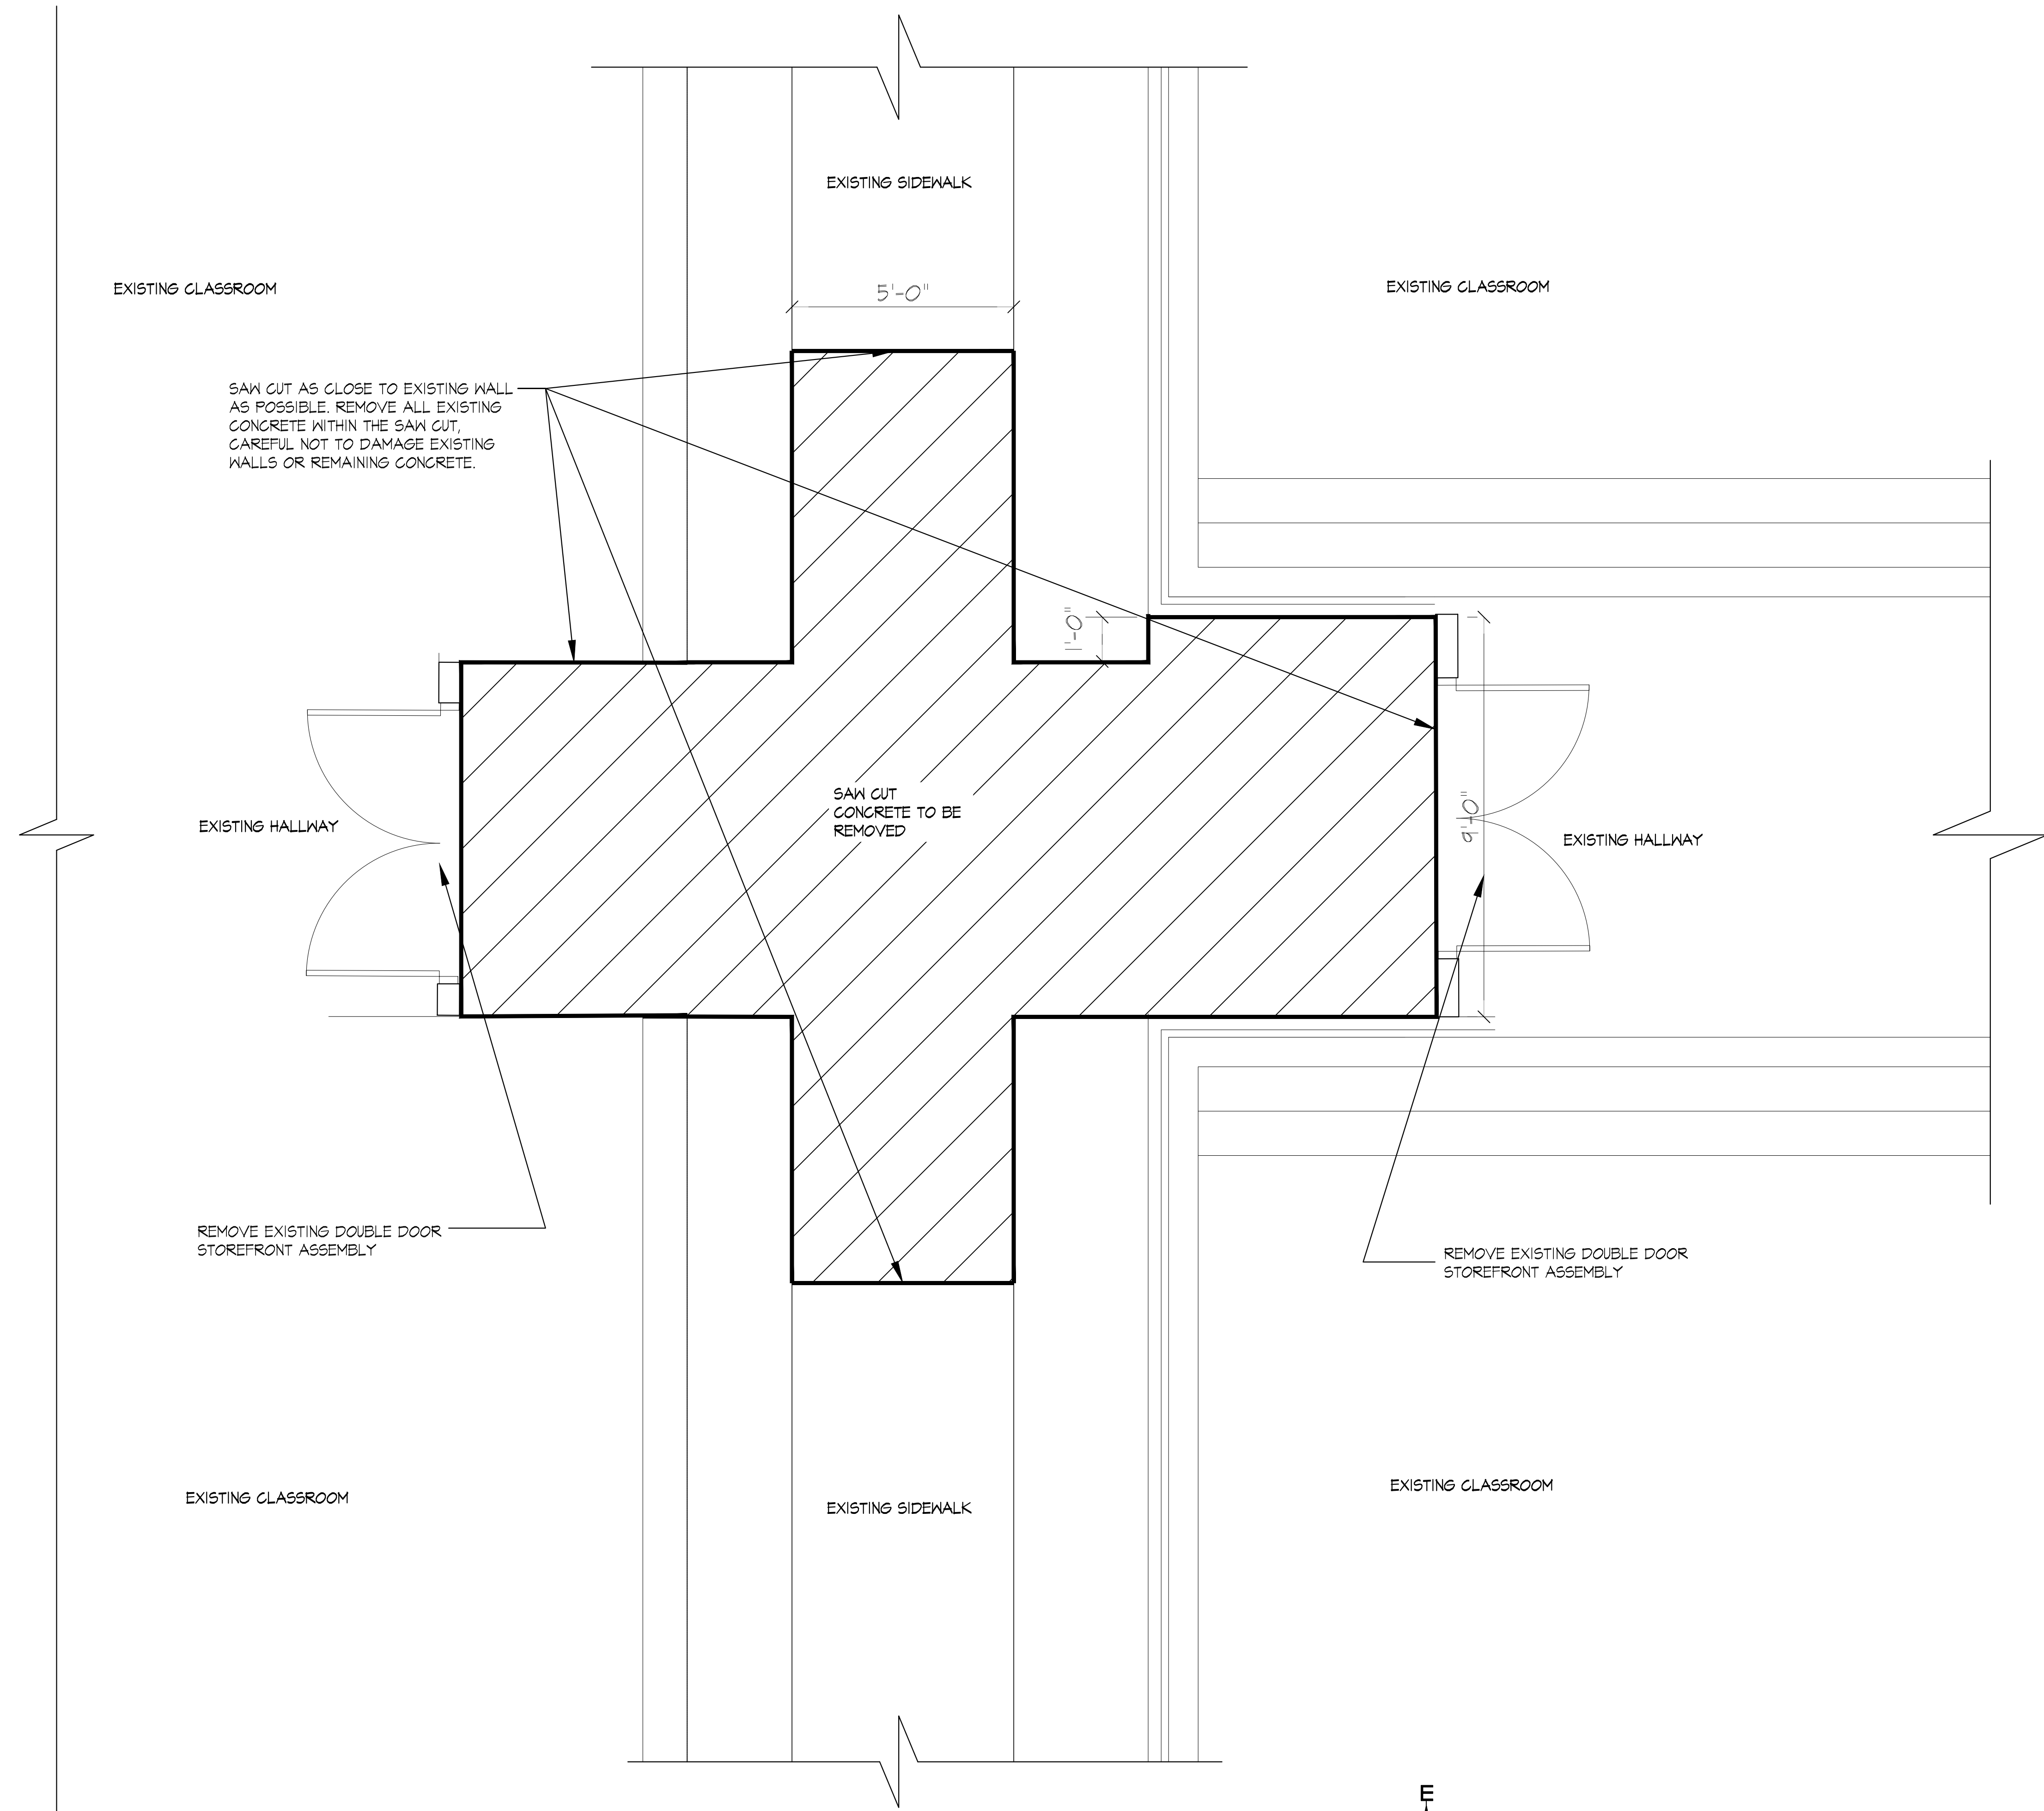 EXISTING SIDEWALK
EXISTING CLASSROOM
EXISTING CLASSROOM
5'-0"
SAW CUT AS CLOSE TO EXISTING WALL
AS POSSIBLE. REMOVE ALL EXISTING
CONCRETE WITHIN THE SAW CUT,
CAREFUL NOT TO DAMAGE EXISTING
WALLS OR REMAINING CONCRETE.
1'-0"
SAW CUT
CONCRETE TO BE
REMOVED
9'-0"
EXISTING HALLWAY
EXISTING HALLWAY
REMOVE EXISTING DOUBLE DOOR
STOREFRONT ASSEMBLY
REMOVE EXISTING DOUBLE DOOR
STOREFRONT ASSEMBLY
EXISTING CLASSROOM
EXISTING SIDEWALK
EXISTING CLASSROOM
E